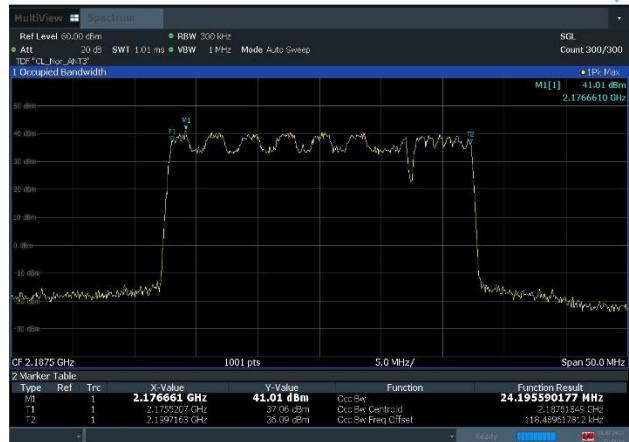 MultiView Spectrum
Ref Level 60.00 dBm RBW 300 kHz SGL
Att 20 dB SWT 1.01 ms VBW 1 MHz Mode Auto Sweep Count 300/300
TDF "CL_Nor_ANT3"
1 Occupied Bandwidth 1Pk Max
M1[1] 41.01 dBm
2.1766610 GHz
50 dBm
M1
T1 T2
40 dBm
30 dBm
20 dBm
10 dBm
0 dBm
-10 dBm
-20 dBm
-30 dBm
CF 2.1875 GHz 1001 pts 5.0 MHz/ Span 50.0 MHz
2 Marker Table
Type Ref Trc X-Value Y-Value Function Function Result
M1 1 2.176661 GHz 41.01 dBm Occ Bw 24.195590177 MHz
T1 1 2.1755207 GHz 37.06 dBm Occ Bw Centroid 2.18761849 GHz
T2 1 2.1997163 GHz 36.09 dBm Occ Bw Freq Offset 118.489617812 kHz
Ready